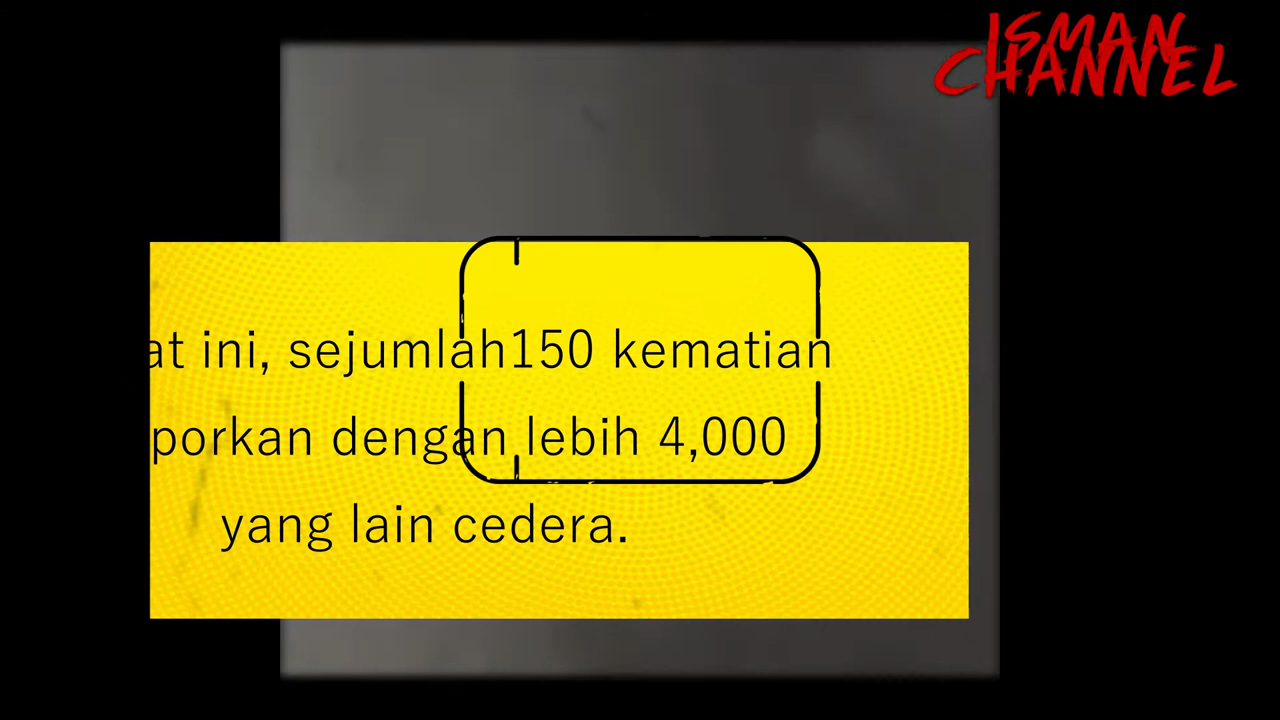 ISMAN
CHANNEL
at ini, sejumlah150 kematian
porkan dengan lebih 4,000
yang lain cedera.